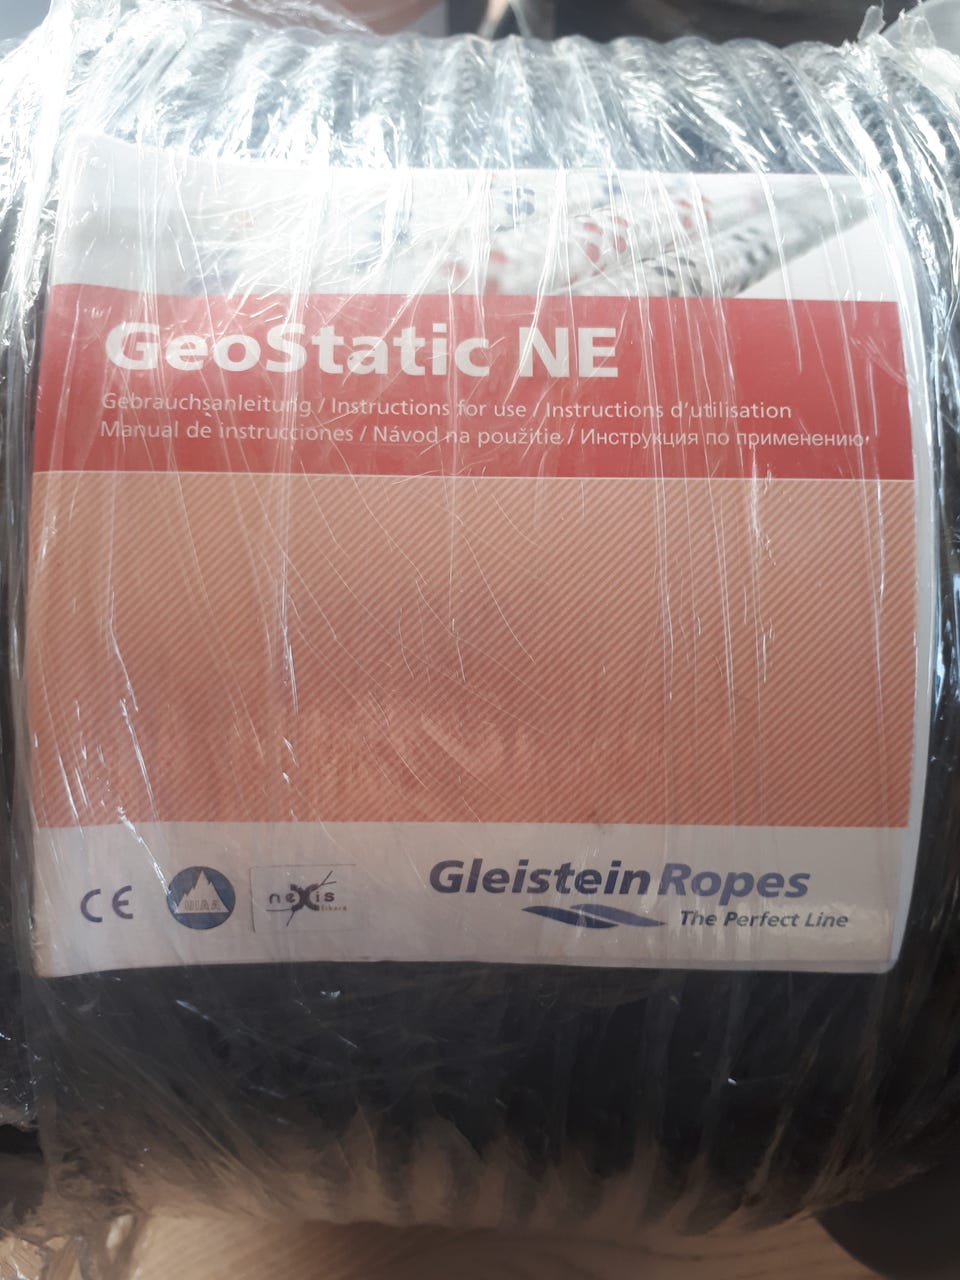 GeoStatic NE
Gebrauchsanleitung / Instructions for use / Instructions d'utilisation
Manual de instrucciones / Návod na použitie / Инструкция по применению
CE
UIAA
nexis
fibers
Gleistein Ropes
The Perfect Line